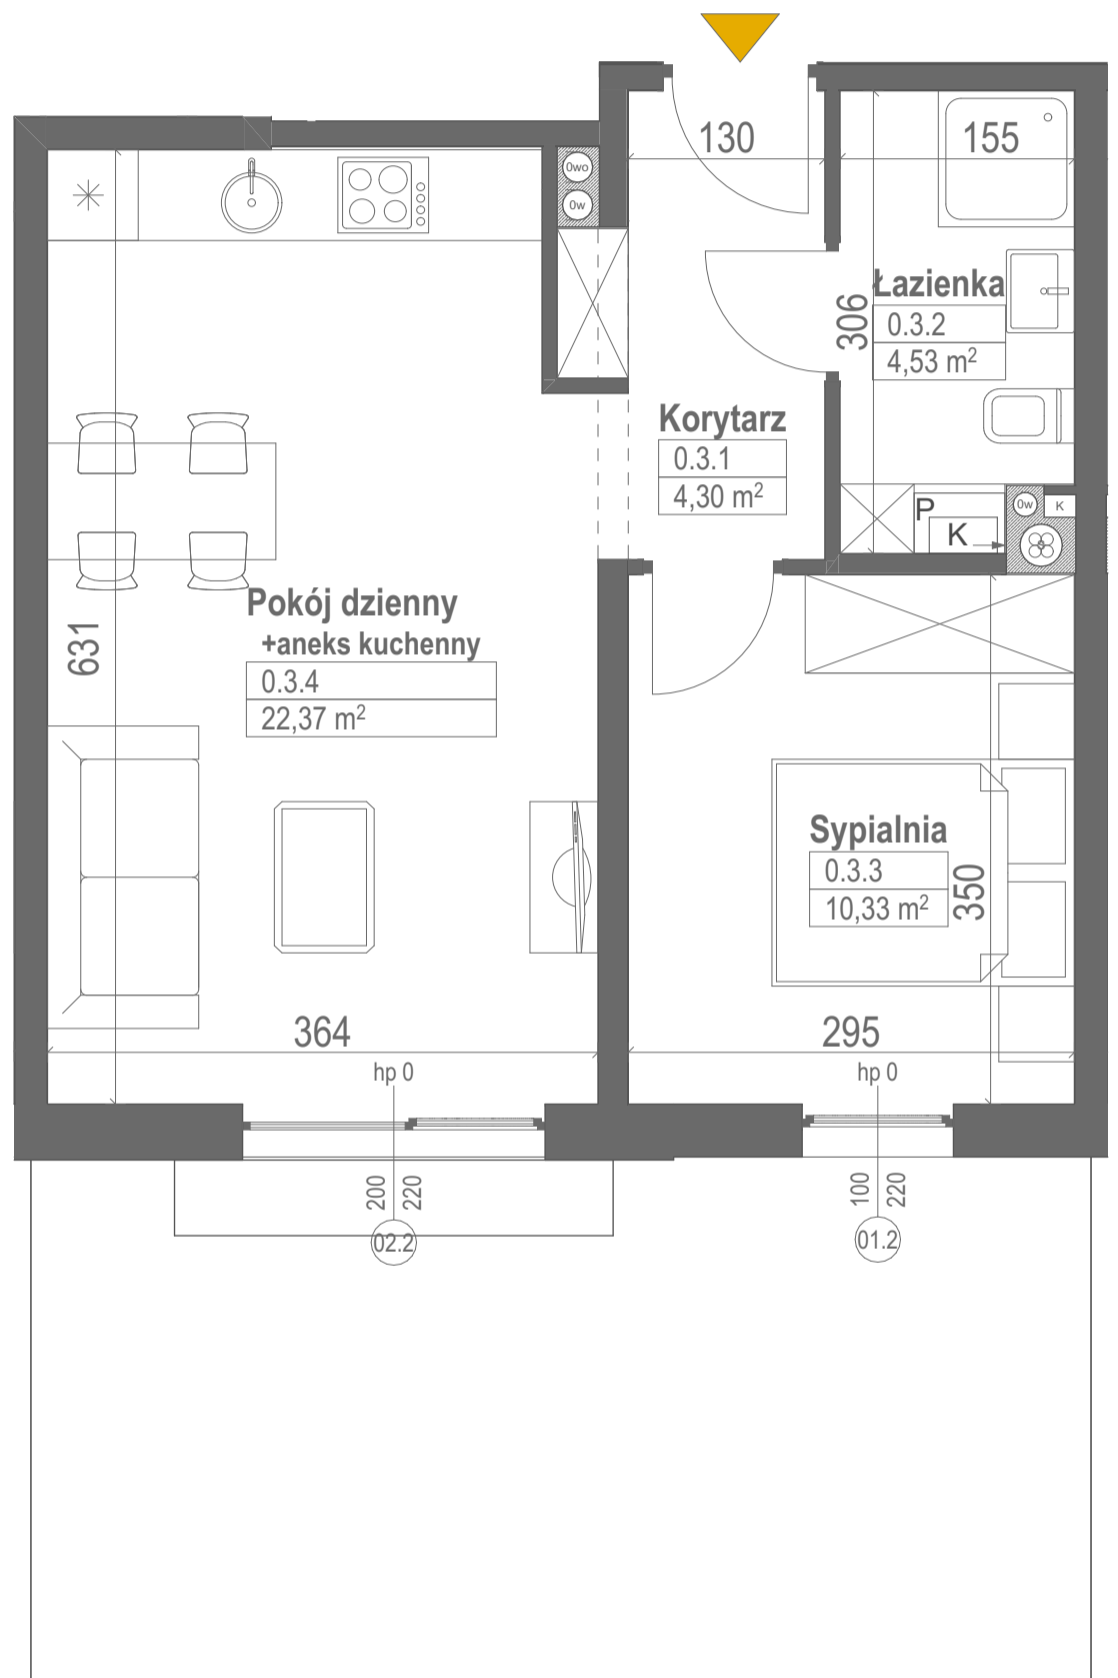 130
155
0wo
0w
306
Łazienka
0.3.2
4,53 m²
Korytarz
0.3.1
4,30 m²
P
K
0w
K
631
Pokój dzienny
+aneks kuchenny
0.3.4
22,37 m²
Sypialnia
0.3.3
10,33 m²
350
364
295
hp 0
hp 0
200
220
100
220
02.2
01.2